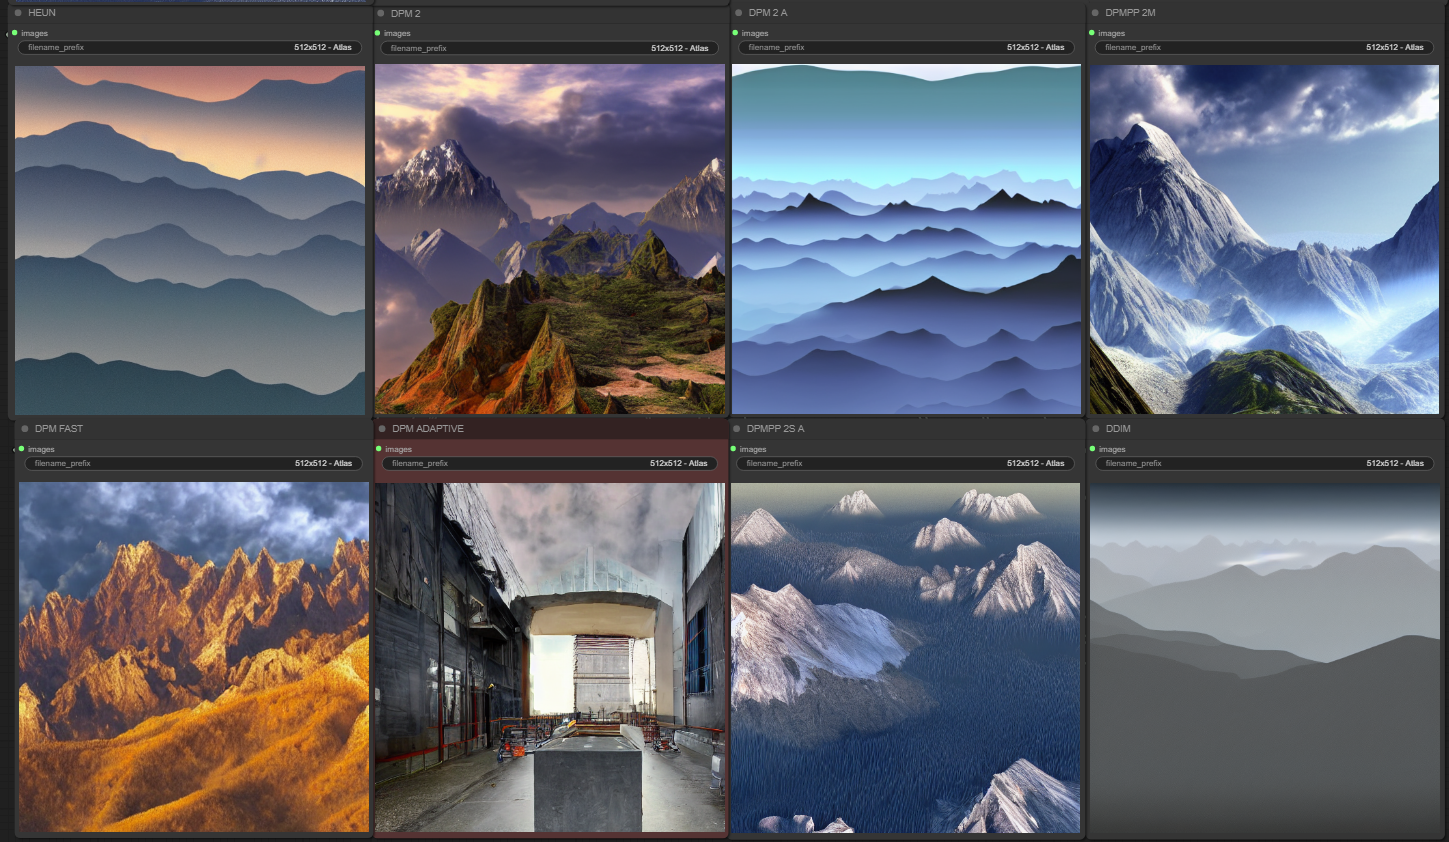 HEUN
images
filename_prefix 512x512 - Atlas
DPM 2
images
filename_prefix 512x512 - Atlas
DPM 2 A
images
filename_prefix 512x512 - Atlas
DPMPP 2M
images
filename_prefix 512x512 - Atlas
DPM FAST
images
filename_prefix 512x512 - Atlas
DPM ADAPTIVE
images
filename_prefix 512x512 - Atlas
DPMPP 2S A
images
filename_prefix 512x512 - Atlas
DDIM
images
filename_prefix 512x512 - Atlas